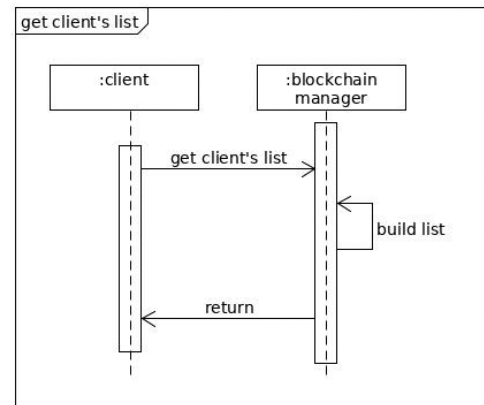 get client's list
:client
:blockchain
manager
get client's list
build list
return